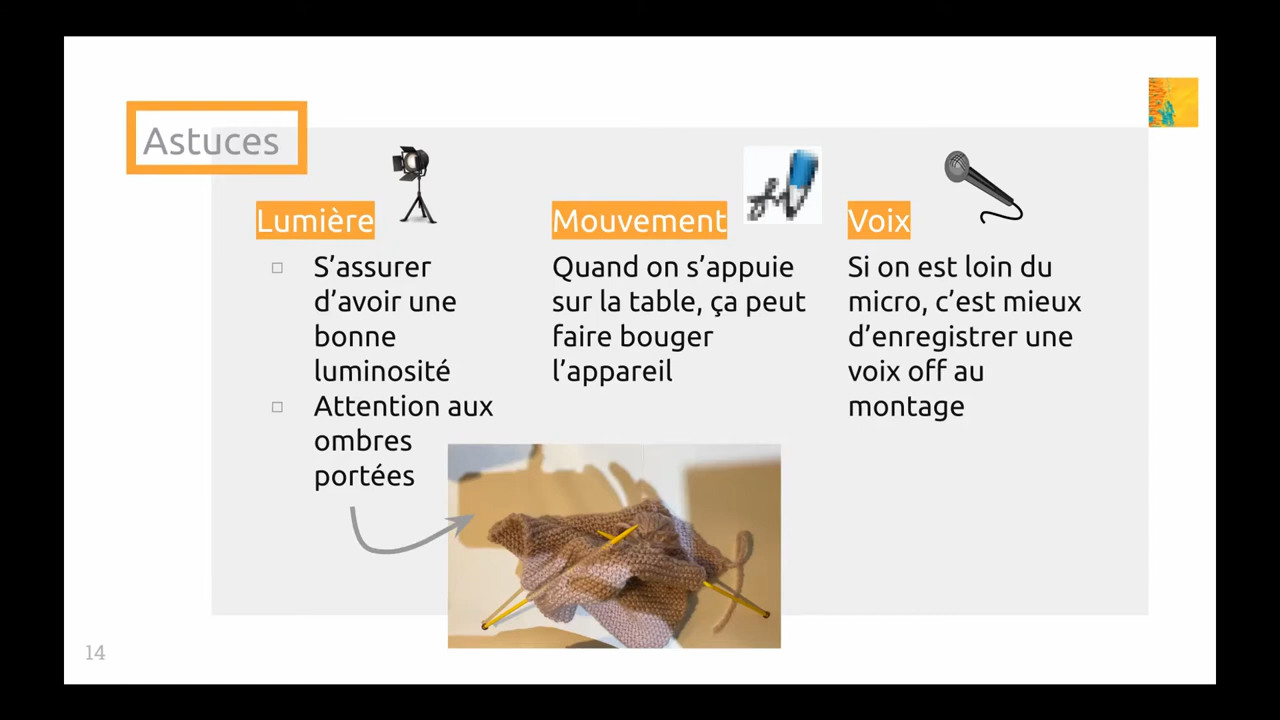 Astuces
Lumière
S’assurer
d’avoir une
bonne
luminosité
Attention aux
ombres
portées
Mouvement
Quand on s’appuie
sur la table, ça peut
faire bouger
l’appareil
Voix
Si on est loin du
micro, c’est mieux
d’enregistrer une
voix off au
montage
14